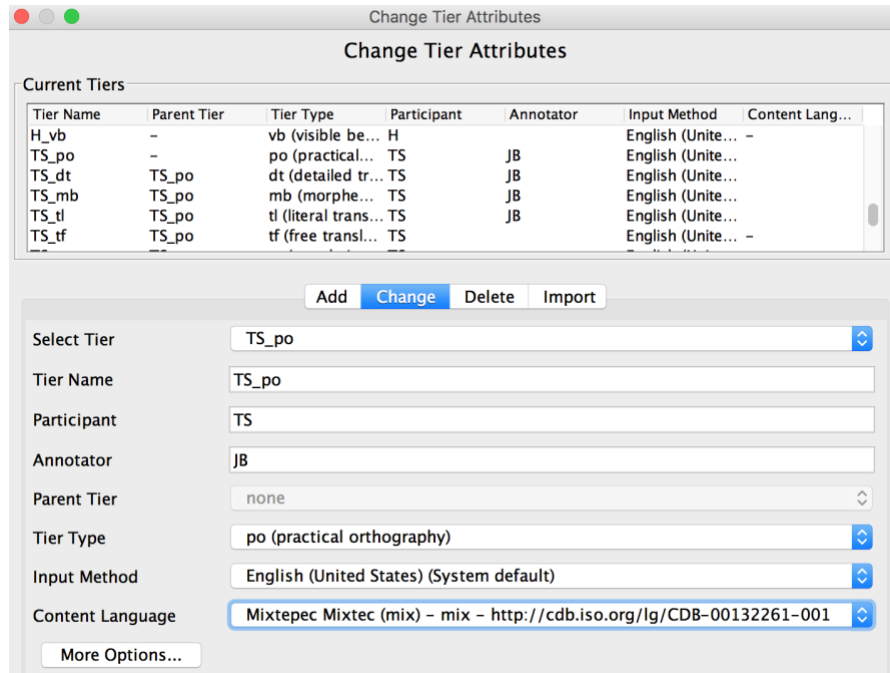 Change Tier Attributes
Change Tier Attributes
Current Tiers
Tier Name Parent Tier Tier Type Participant Annotator Input Method Content Lang...
H_vb – vb (visible be... H English (Unite... –
TS_po – po (practical... TS JB English (Unite...
TS_dt TS_po dt (detailed tr... TS JB English (Unite...
TS_mb TS_po mb (morphe... TS JB English (Unite...
TS_tl TS_po tl (literal trans... TS JB English (Unite...
TS_tf TS_po tf (free transl... TS English (Unite... –
Add Change Delete Import
Select Tier TS_po
Tier Name TS_po
Participant TS
Annotator JB
Parent Tier none
Tier Type po (practical orthography)
Input Method English (United States) (System default)
Content Language Mixtepec Mixtec (mix) – mix – http://cdb.iso.org/lg/CDB-00132261-001
More Options...